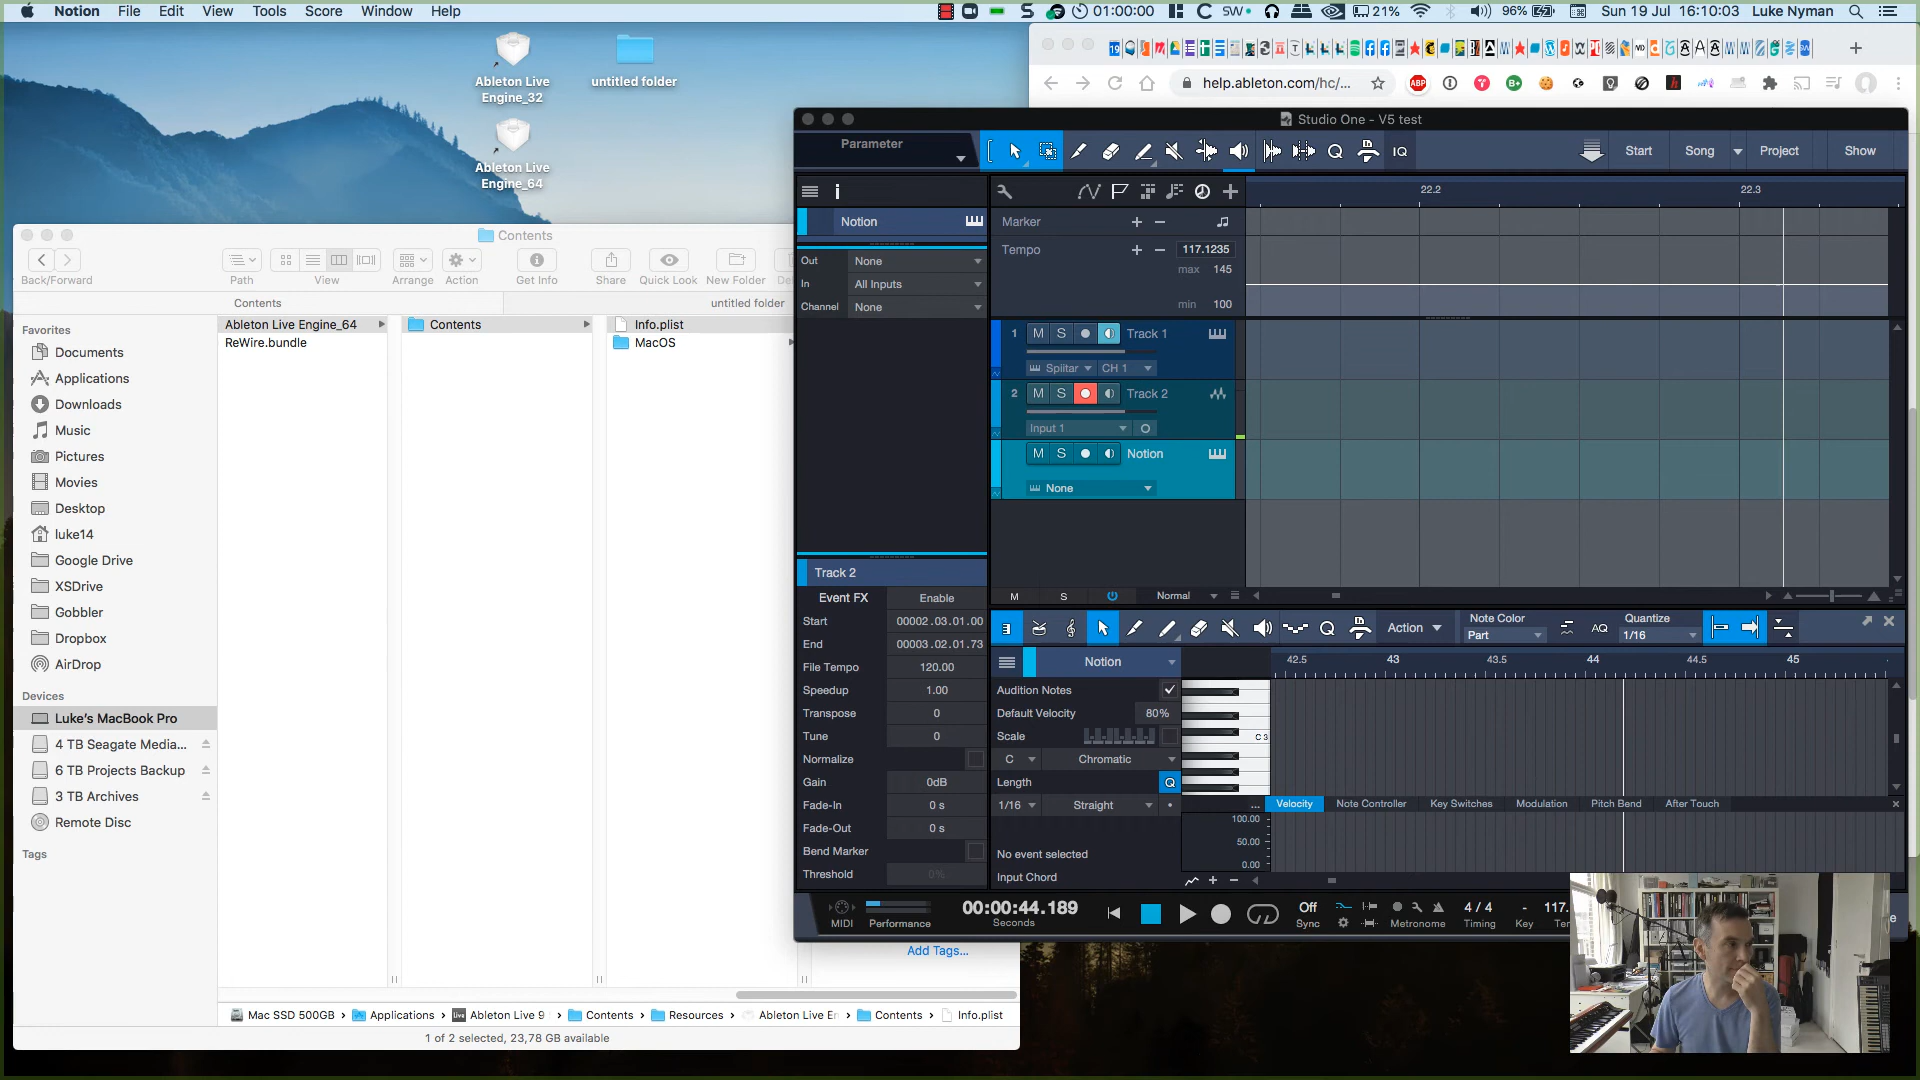 Notion File Edit View Tools Score Window Help
01:00:00 SW 21% 96% Sun 19 Jul 16:10:03 Luke Nyman
Ableton Live
Engine_32
untitled folder
Ableton Live
Engine_64
help.ableton.com/hc/...
ABP
Studio One - V5 test
Parameter
IQ
Start Song Project Show
22.2 22.3
Notion
Out None
In All Inputs
Channel None
Marker
Tempo 117.1235
max 145
min 100
1 M S Track 1
Spiitar CH 1
2 M S Track 2
Input 1
M S Notion
None
M S Normal
Contents
Back/Forward Path View Arrange Action Get Info Share Quick Look New Folder
Contents untitled folder
Favorites
Documents
Applications
Downloads
Music
Pictures
Movies
Desktop
luke14
Google Drive
XSDrive
Gobbler
Dropbox
AirDrop
Devices
Luke's MacBook Pro
4 TB Seagate Media...
6 TB Projects Backup
3 TB Archives
Remote Disc
Tags
Ableton Live Engine_64
ReWire.bundle
Contents
Info.plist
MacOS
Add Tags...
Mac SSD 500GB Applications Ableton Live 9 Contents Resources Ableton Live En Contents Info.plist
1 of 2 selected, 23,78 GB available
Track 2
Event FX Enable
Start 00002.03.01.00
End 00003.02.01.73
File Tempo 120.00
Speedup 1.00
Transpose 0
Tune 0
Normalize
Gain 0dB
Fade-In 0 s
Fade-Out 0 s
Bend Marker
Threshold 0%
Action Note Color Part AQ Quantize 1/16
Notion
42.5 43 43.5 44 44.5 45
Audition Notes
Default Velocity 80%
Scale
C Chromatic
Length Q
1/16 Straight
C 3
Velocity Note Controller Key Switches Modulation Pitch Bend After Touch
100.00
50.00
0.00
No event selected
Input Chord
MIDI Performance
00:00:44.189
Seconds
Off
Sync
Metronome
4 / 4
Timing
-
Key
117.